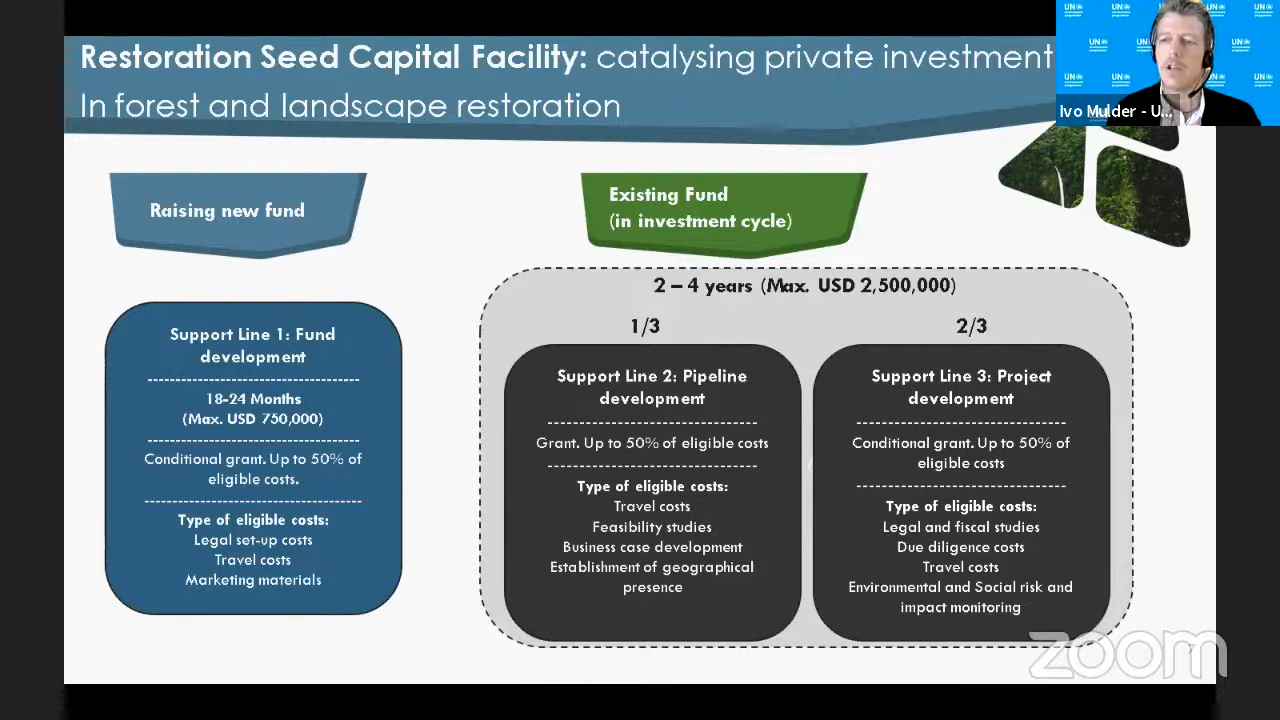 Restoration Seed Capital Facility: catalysing private investment
In forest and landscape restoration
Ivo Mulder - U...
Raising new fund
Support Line 1: Fund
development
18-24 Months
(Max. USD 750,000)
Conditional grant. Up to 50% of
eligible costs.
Type of eligible costs:
Legal set-up costs
Travel costs
Marketing materials
Existing Fund
(in investment cycle)
2 – 4 years (Max. USD 2,500,000)
1/3
Support Line 2: Pipeline
development
Grant. Up to 50% of eligible costs
Type of eligible costs:
Travel costs
Feasibility studies
Business case development
Establishment of geographical
presence
2/3
Support Line 3: Project
development
Conditional grant. Up to 50% of
eligible costs
Type of eligible costs:
Legal and fiscal studies
Due diligence costs
Travel costs
Environmental and Social risk and
impact monitoring
zoom